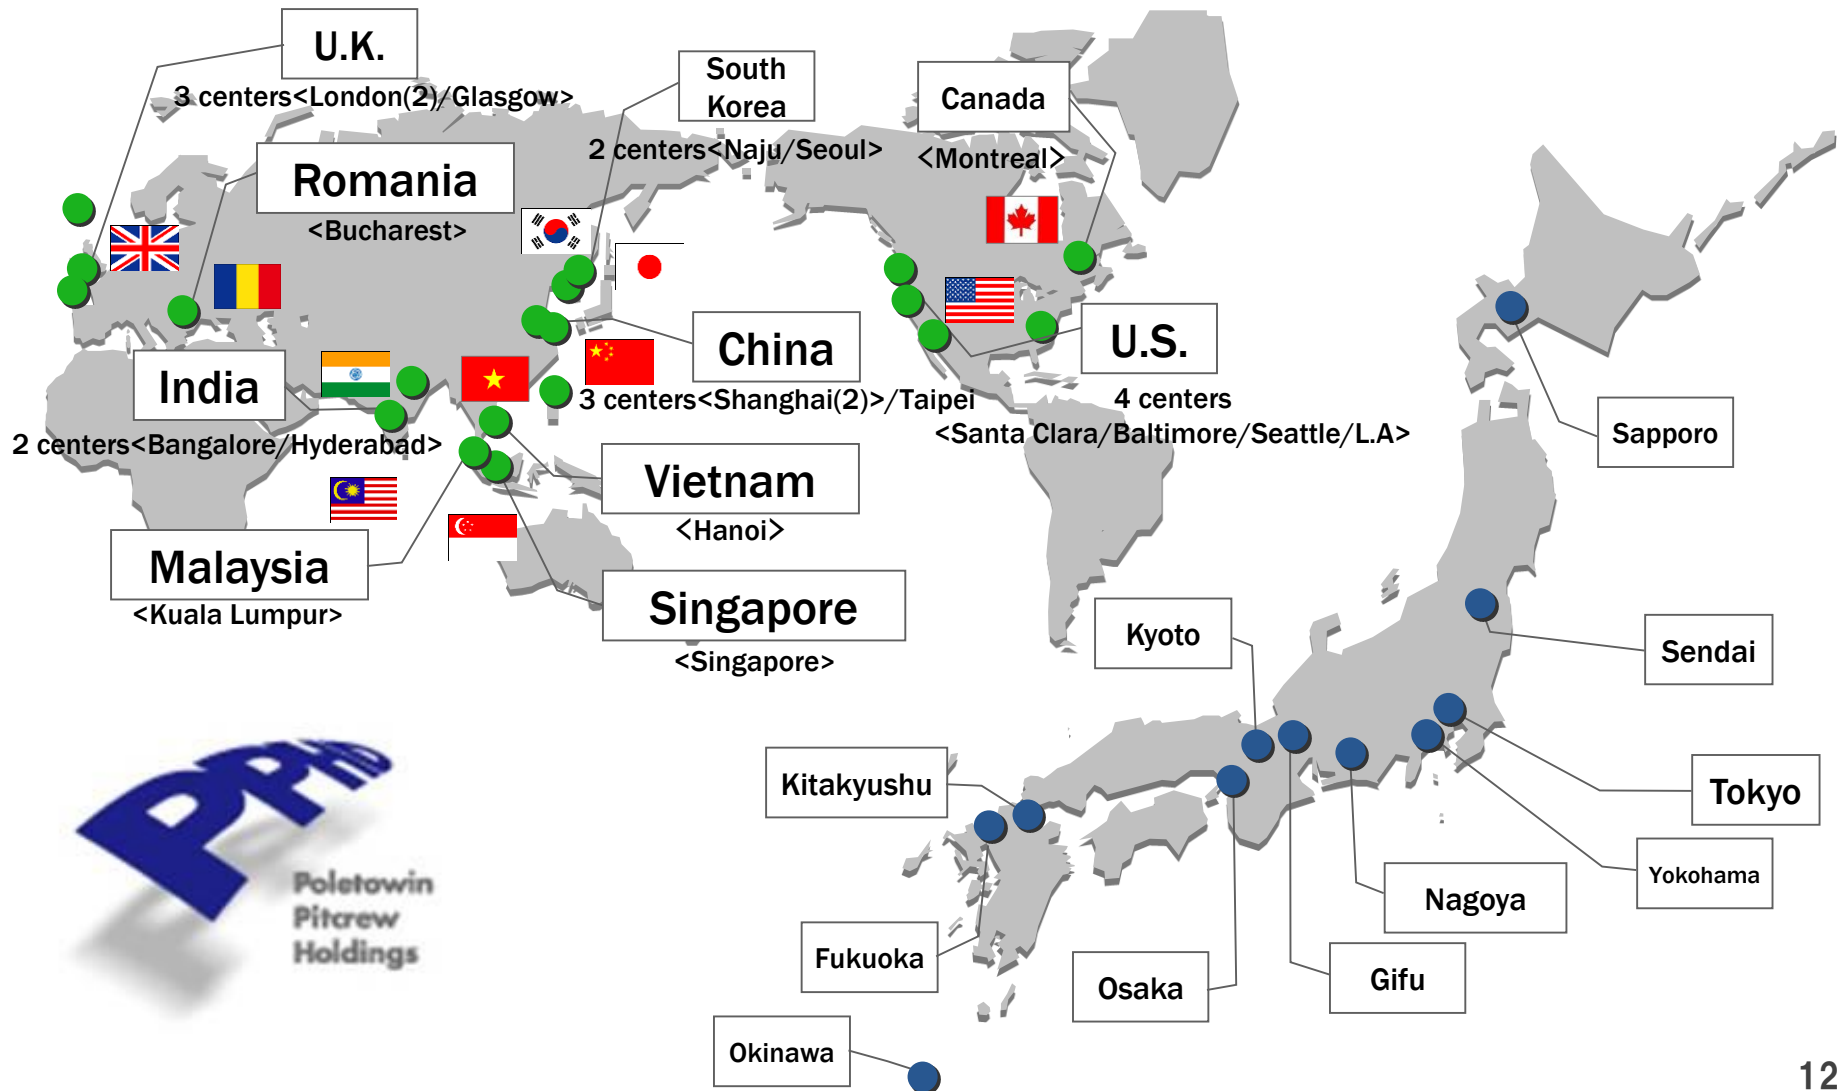 U.K.
3 centers<London(2)/Glasgow>
South
Korea
2 centers<Naju/Seoul>
Canada
<Montreal>
Romania
<Bucharest>
China
3 centers<Shanghai(2)>/Taipei
U.S.
4 centers
<Santa Clara/Baltimore/Seattle/L.A>
India
2 centers<Bangalore/Hyderabad>
Vietnam
<Hanoi>
Malaysia
<Kuala Lumpur>
Singapore
<Singapore>
Sapporo
Sendai
Kyoto
Kitakyushu
Tokyo
Yokohama
Nagoya
Fukuoka
Osaka
Gifu
Okinawa
PPHD
Poletowin
Pitcrew
Holdings
12